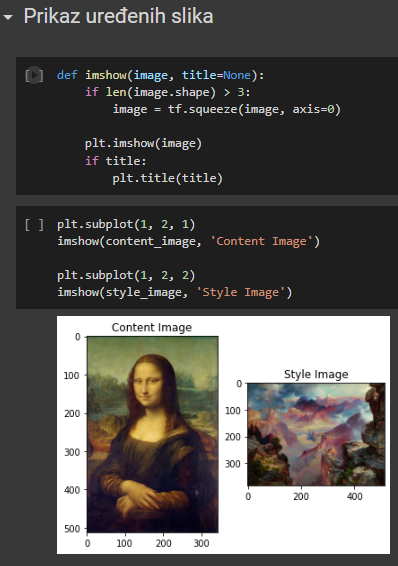 Prikaz uređenih slika
def imshow(image, title=None):
if len(image.shape) > 3:
image = tf.squeeze(image, axis=0)
plt.imshow(image)
if title:
plt.title(title)
[ ] plt.subplot(1, 2, 1)
imshow(content_image, 'Content Image')
plt.subplot(1, 2, 2)
imshow(style_image, 'Style Image')
Content Image
0
100
200
300
400
500
0 100 200 300
Style Image
0
100
200
300
0 200 400